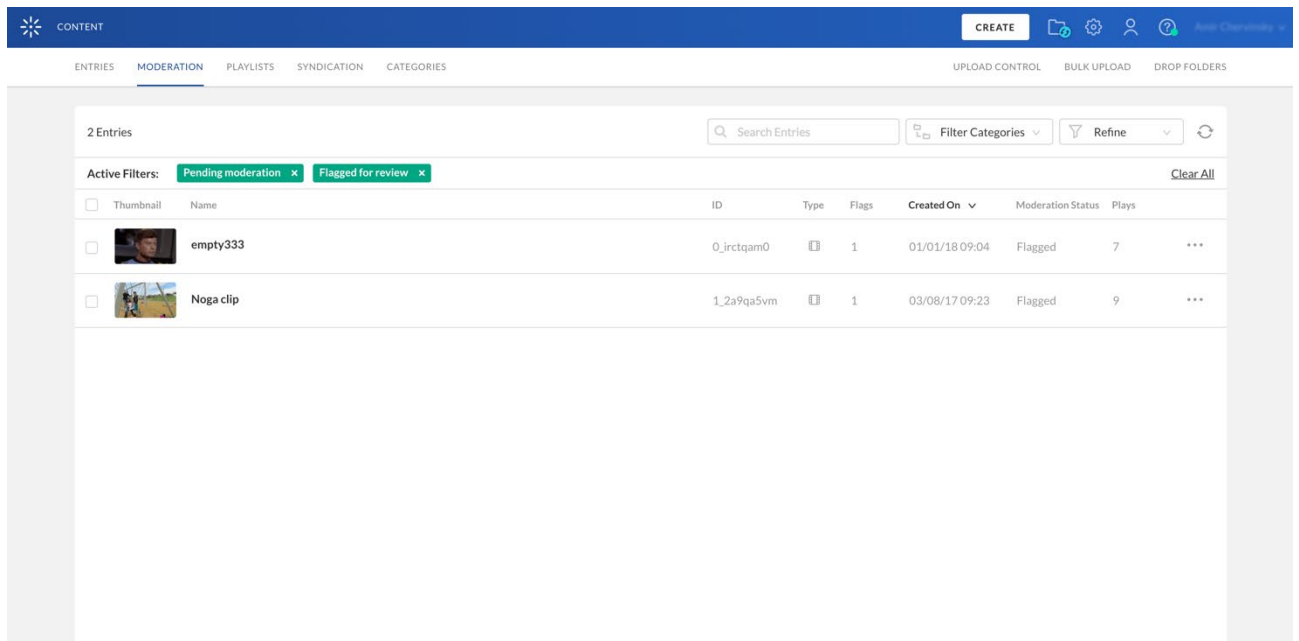 CONTENT CREATE
ENTRIES MODERATION PLAYLISTS SYNDICATION CATEGORIES UPLOAD CONTROL BULK UPLOAD DROP FOLDERS
2 Entries Search Entries Filter Categories Refine
Active Filters: Pending moderation × Flagged for review × Clear All
Thumbnail Name ID Type Flags Created On Moderation Status Plays
empty333 0_irctqam0 1 01/01/18 09:04 Flagged 7
Noga clip 1_2a9qa5vm 1 03/08/17 09:23 Flagged 9